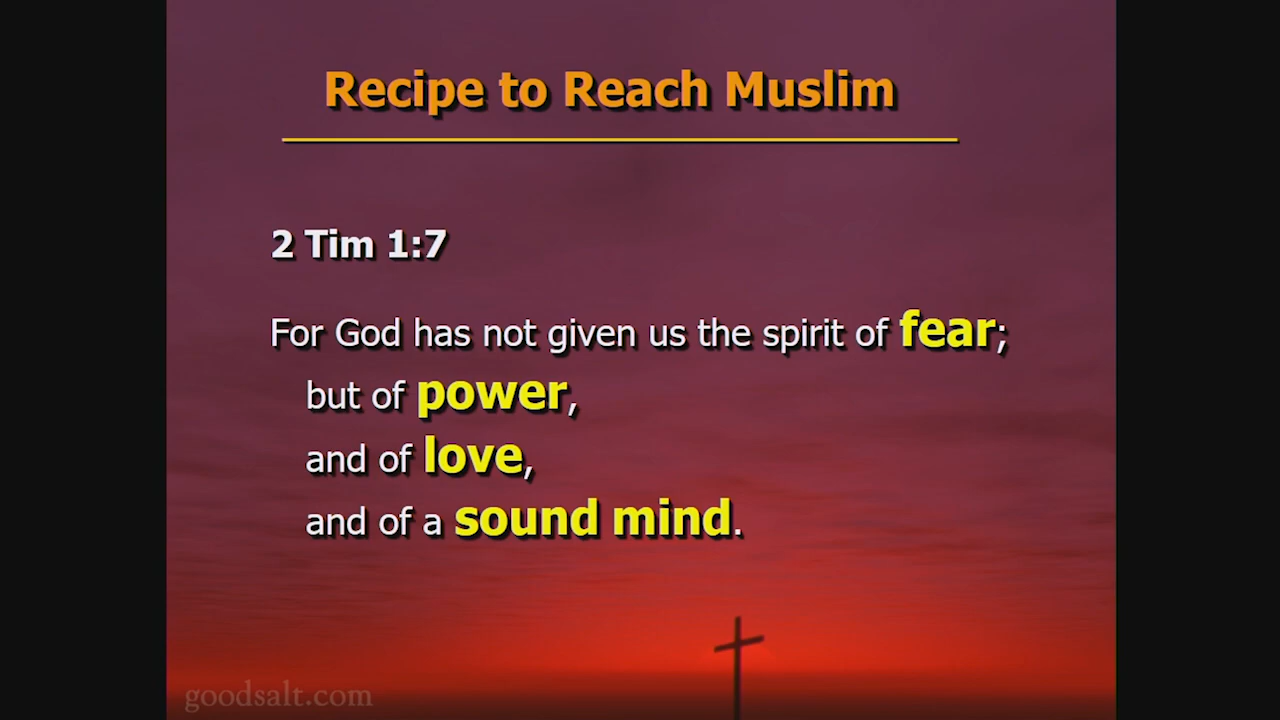 Recipe to Reach Muslim
2 Tim 1:7
For God has not given us the spirit of fear;
but of power,
and of love,
and of a sound mind.
goodsalt.com